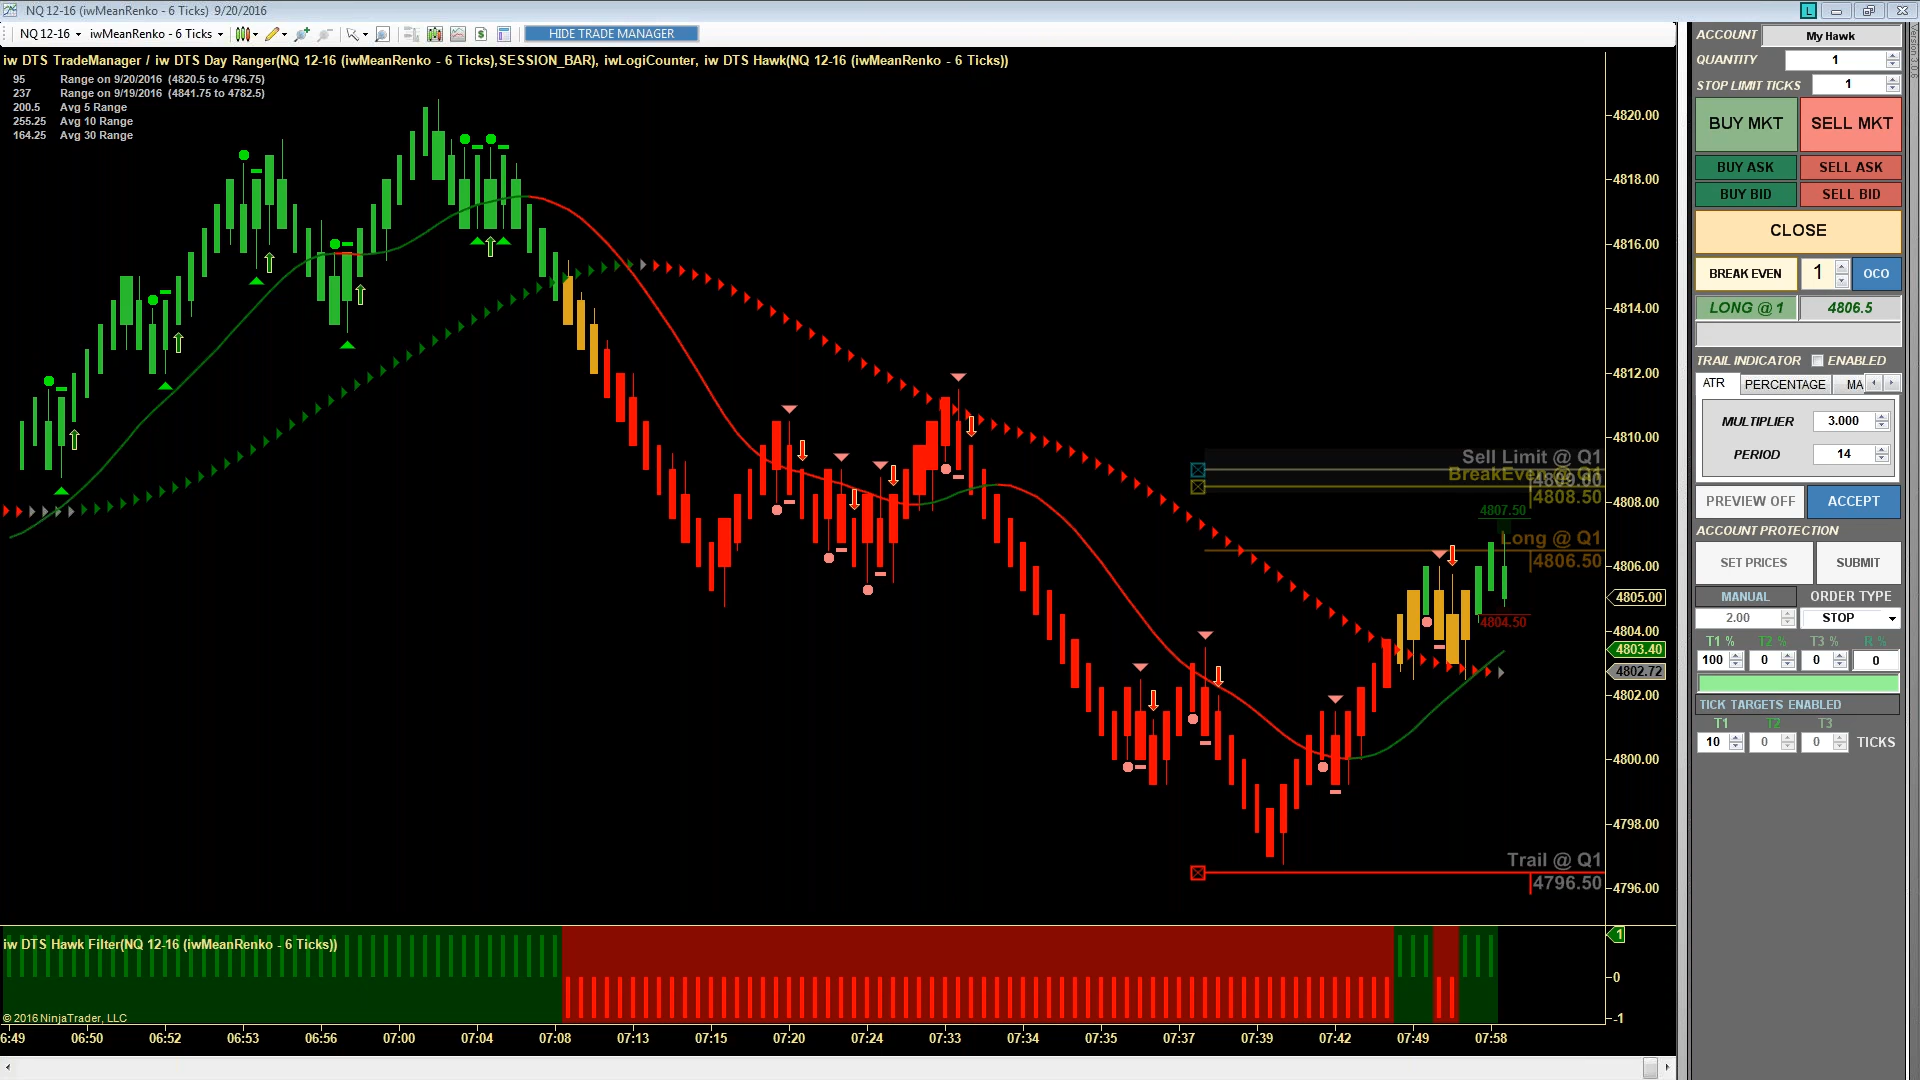 NQ 12-16 (iwMeanRenko - 6 Ticks)  9/20/2016
NQ 12-16 iwMeanRenko - 6 Ticks HIDE TRADE MANAGER
iw DTS TradeManager / iw DTS Day Ranger(NQ 12-16 (iwMeanRenko - 6 Ticks),SESSION_BAR), iwLogiCounter, iw DTS Hawk(NQ 12-16 (iwMeanRenko - 6 Ticks))
95 Range on 9/20/2016 (4820.5 to 4796.75)
237 Range on 9/19/2016 (4841.75 to 4782.5)
200.5 Avg 5 Range
255.25 Avg 10 Range
164.25 Avg 30 Range
4820.00
4818.00
4816.00
4814.00
4812.00
4810.00
4808.00
4806.00
4805.00
4804.00
4803.40
4802.72
4802.00
4800.00
4798.00
4796.00
Sell Limit @ Q1
4809.00
BreakEven @ Q1
4808.50
4807.50
Long @ Q1
4806.50
4804.50
Trail @ Q1
4796.50
iw DTS Hawk Filter(NQ 12-16 (iwMeanRenko - 6 Ticks))
1
0
-1
© 2016 NinjaTrader, LLC
6:49 06:50 06:52 06:53 06:56 07:00 07:04 07:08 07:13 07:15 07:20 07:24 07:33 07:34 07:35 07:37 07:39 07:42 07:49 07:58
L
ACCOUNT My Hawk
QUANTITY 1
STOP LIMIT TICKS 1
BUY MKT SELL MKT
BUY ASK SELL ASK
BUY BID SELL BID
CLOSE
BREAK EVEN 1 OCO
LONG @ 1 4806.5
TRAIL INDICATOR ENABLED
ATR PERCENTAGE MA
MULTIPLIER 3.000
PERIOD 14
PREVIEW OFF ACCEPT
ACCOUNT PROTECTION
SET PRICES SUBMIT
MANUAL ORDER TYPE
2.00 STOP
T1 % T2 % T3 % R %
100 0 0 0
TICK TARGETS ENABLED
T1 T2 T3
10 0 0 TICKS